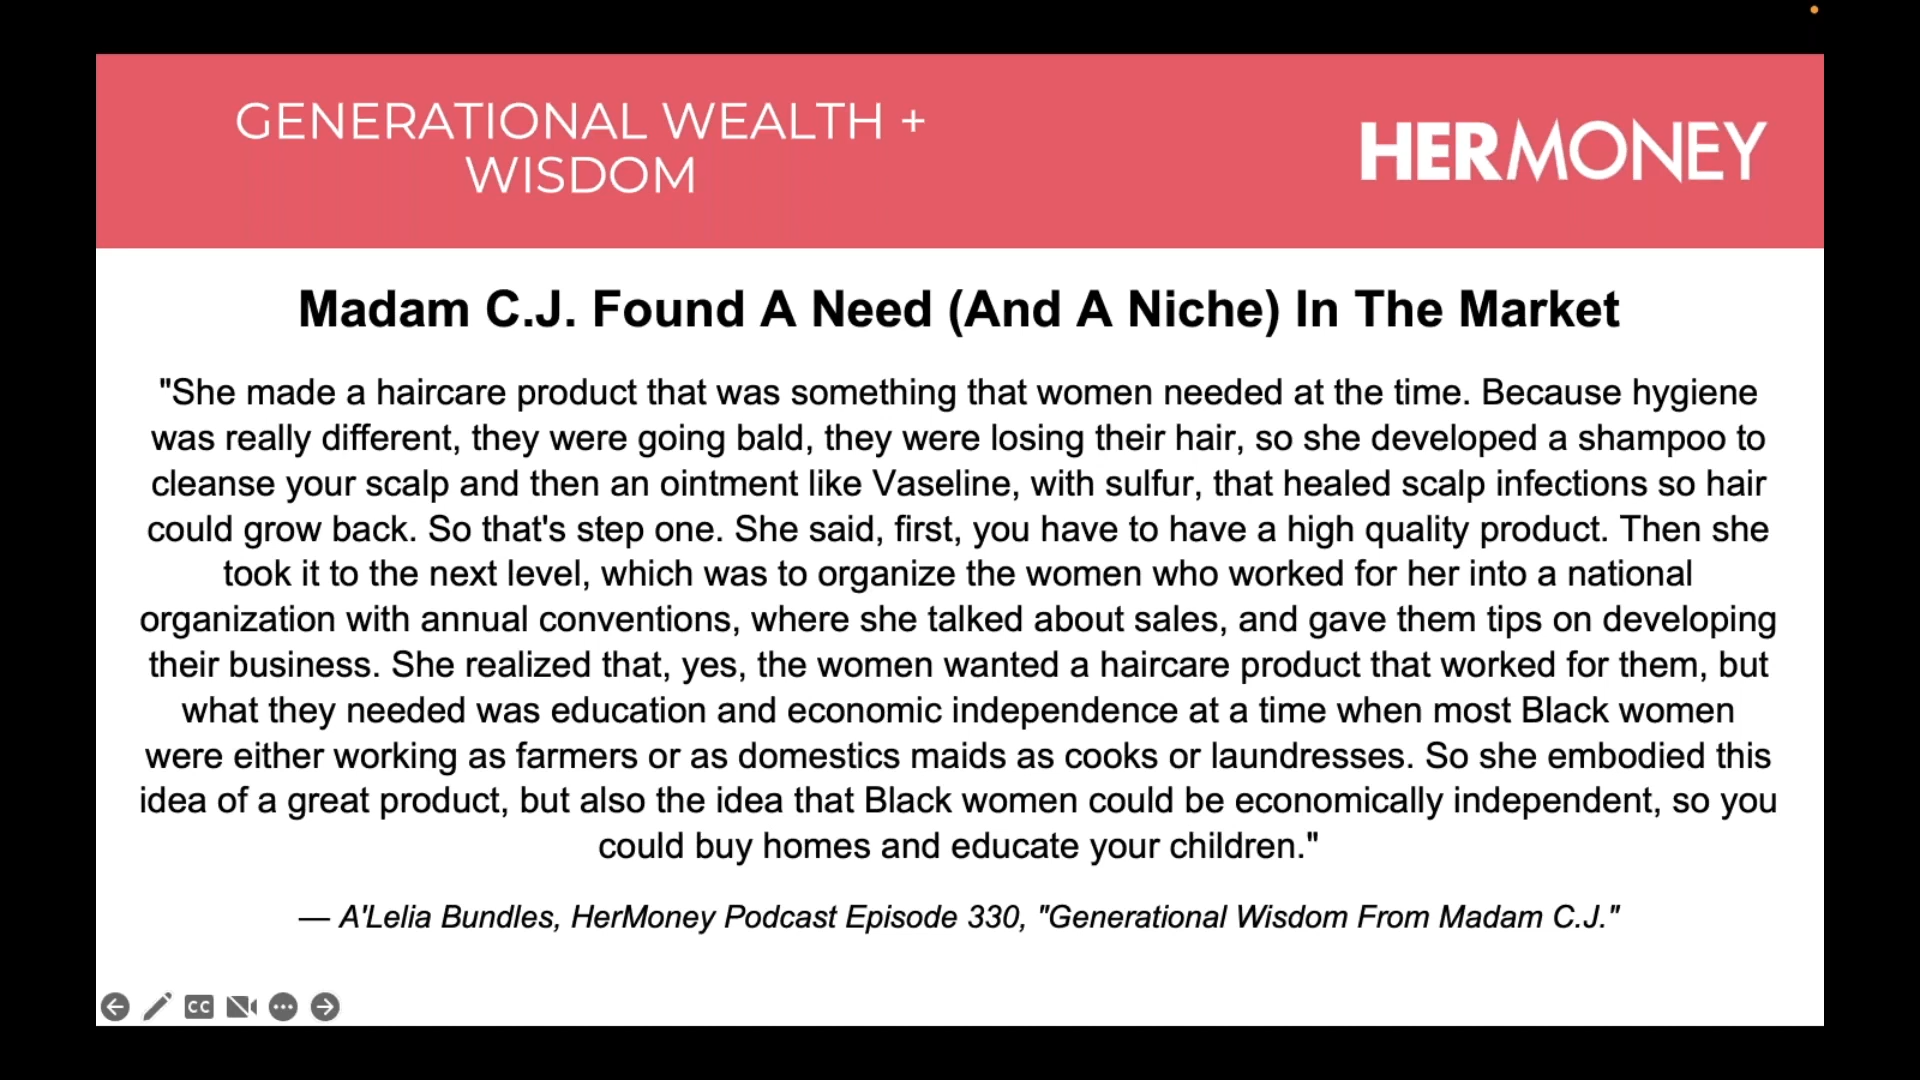 GENERATIONAL WEALTH +
WISDOM
HERMONEY
Madam C.J. Found A Need (And A Niche) In The Market
"She made a haircare product that was something that women needed at the time. Because hygiene
was really different, they were going bald, they were losing their hair, so she developed a shampoo to
cleanse your scalp and then an ointment like Vaseline, with sulfur, that healed scalp infections so hair
could grow back. So that's step one. She said, first, you have to have a high quality product. Then she
took it to the next level, which was to organize the women who worked for her into a national
organization with annual conventions, where she talked about sales, and gave them tips on developing
their business. She realized that, yes, the women wanted a haircare product that worked for them, but
what they needed was education and economic independence at a time when most Black women
were either working as farmers or as domestics maids as cooks or laundresses. So she embodied this
idea of a great product, but also the idea that Black women could be economically independent, so you
could buy homes and educate your children."
— A'Lelia Bundles, HerMoney Podcast Episode 330, "Generational Wisdom From Madam C.J."
CC